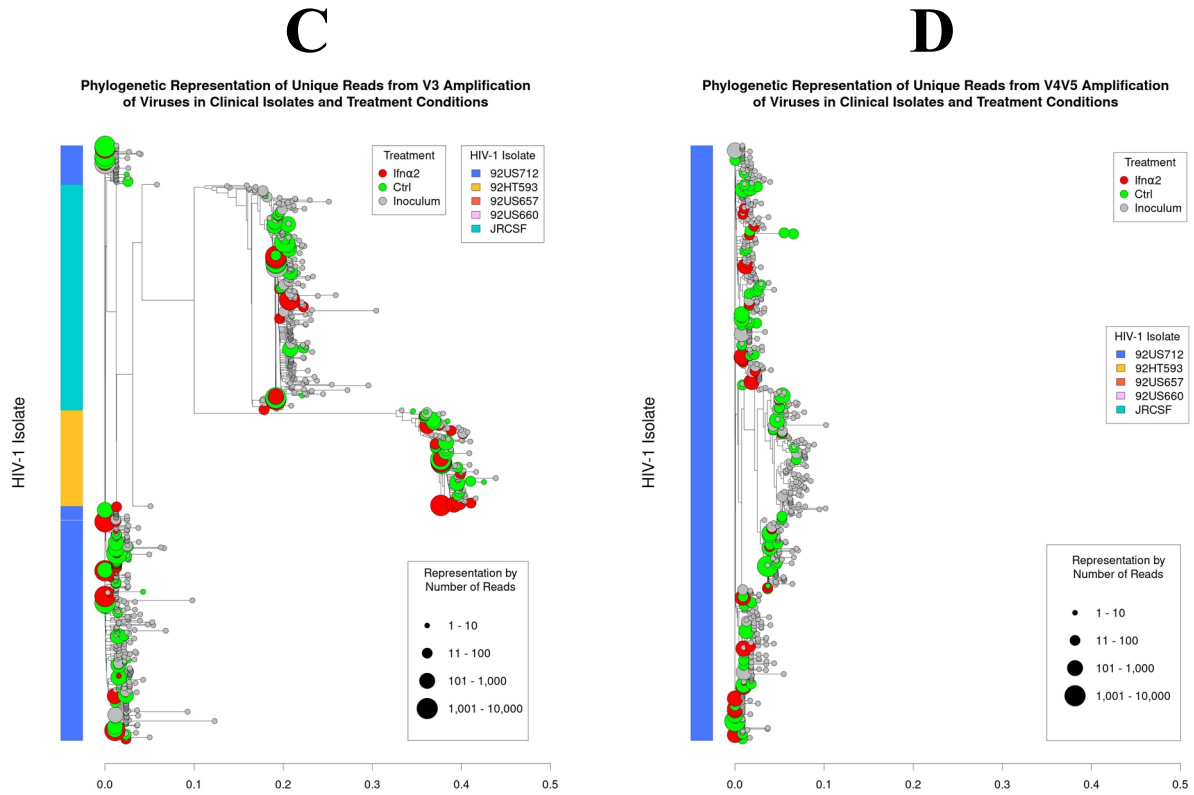 C
Phylogenetic Representation of Unique Reads from V3 Amplification
of Viruses in Clinical Isolates and Treatment Conditions
Treatment
Ifnα2
Ctrl
Inoculum
HIV-1 Isolate
92US712
92HT593
92US657
92US660
JRCSF
HIV-1 Isolate
Representation by
Number of Reads
1 - 10
11 - 100
101 - 1,000
1,001 - 10,000
0.0 0.1 0.2 0.3 0.4 0.5
D
Phylogenetic Representation of Unique Reads from V4V5 Amplification
of Viruses in Clinical Isolates and Treatment Conditions
Treatment
Ifnα2
Ctrl
Inoculum
HIV-1 Isolate
92US712
92HT593
92US657
92US660
JRCSF
HIV-1 Isolate
Representation by
Number of Reads
1 - 10
11 - 100
101 - 1,000
1,001 - 10,000
0.0 0.1 0.2 0.3 0.4 0.5